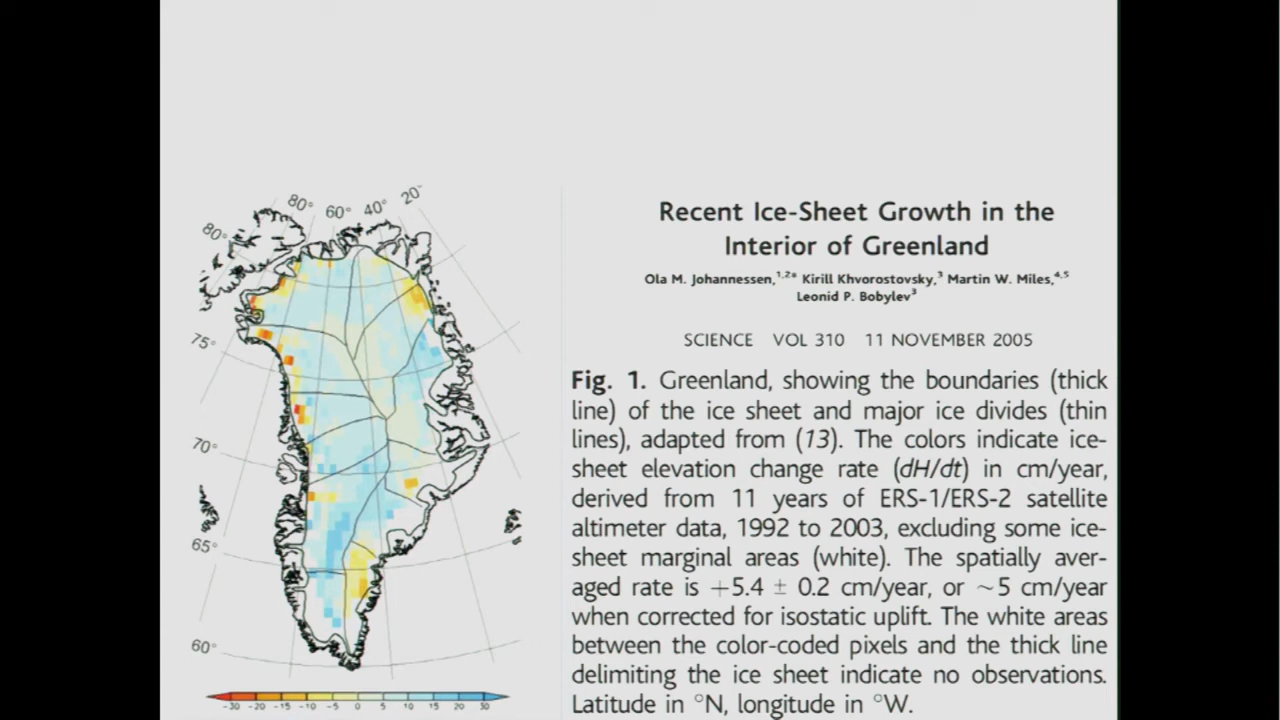 80° 60° 40° 20°
80°
75°
70°
65°
60°
-30 -20 -15 -10 -5 0 5 10 15 20 30
Recent Ice-Sheet Growth in the
Interior of Greenland
Ola M. Johannessen,1,2* Kirill Khvorostovsky,3 Martin W. Miles,4,5
Leonid P. Bobylev3
SCIENCE VOL 310 11 NOVEMBER 2005
Fig. 1. Greenland, showing the boundaries (thick
line) of the ice sheet and major ice divides (thin
lines), adapted from (13). The colors indicate ice-
sheet elevation change rate (dH/dt) in cm/year,
derived from 11 years of ERS-1/ERS-2 satellite
altimeter data, 1992 to 2003, excluding some ice-
sheet marginal areas (white). The spatially aver-
aged rate is +5.4 ± 0.2 cm/year, or ~5 cm/year
when corrected for isostatic uplift. The white areas
between the color-coded pixels and the thick line
delimiting the ice sheet indicate no observations.
Latitude in °N, longitude in °W.